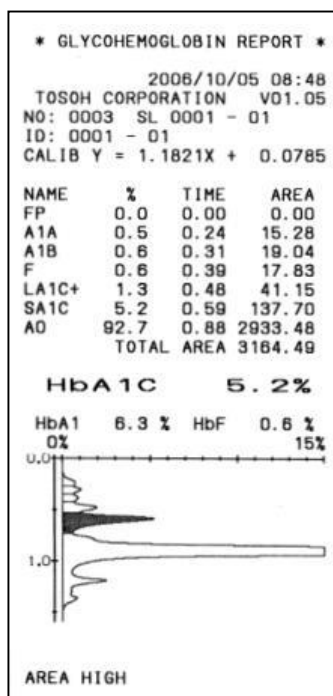 * GLYCOHEMOGLOBIN REPORT *
2006/10/05 08:48
TOSOH CORPORATION V01.05
NO: 0003 SL 0001 - 01
ID: 0001 - 01
CALIB Y = 1.1821X + 0.0785
NAME % TIME AREA
FP 0.0 0.00 0.00
A1A 0.5 0.24 15.28
A1B 0.6 0.31 19.04
F 0.6 0.39 17.83
LA1C+ 1.3 0.48 41.15
SA1C 5.2 0.59 137.70
A0 92.7 0.88 2933.48
TOTAL AREA 3164.49
HbA1C 5.2%
HbA1 6.3 % HbF 0.6 %
0% 15%
0.0
1.0
AREA HIGH